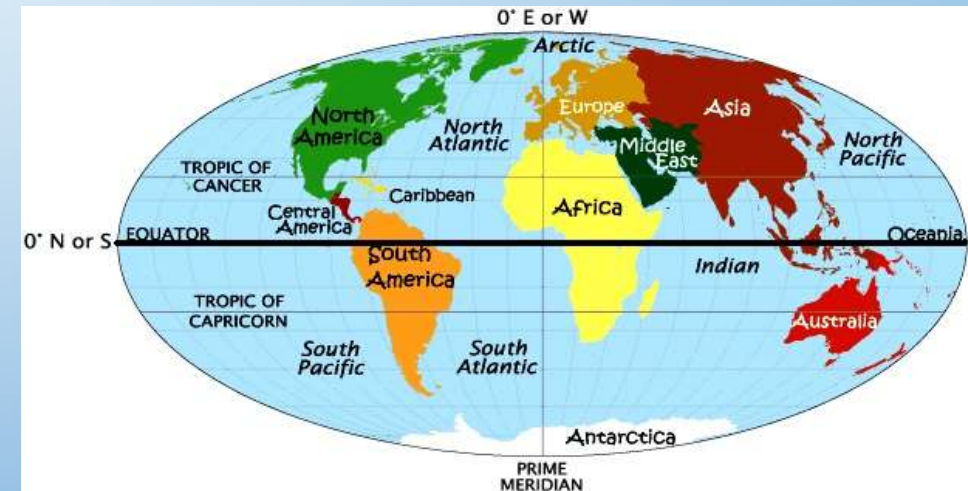 0° E or W
Arctic
North
America
North
Atlantic
Europe
Asia
Middle
East
North
Pacific
TROPIC OF
CANCER
Caribbean
Central
America
Africa
0° N or S
EQUATOR
Oceania
South
America
Indian
TROPIC OF
CAPRICORN
Australia
South
Pacific
South
Atlantic
Antarctica
PRIME
MERIDIAN